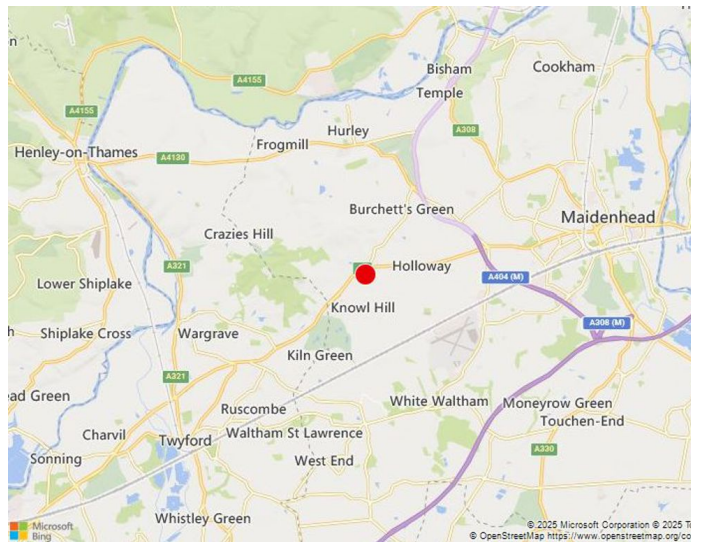 A4155
Bisham
Cookham
Temple
A4155
A308
Hurley
Frogmill
Henley-on-Thames
A4130
Burchett's Green
Maidenhead
Crazies Hill
A321
Holloway
A404 (M)
Lower Shiplake
Knowl Hill
A308 (M)
Shiplake Cross
Wargrave
Kiln Green
A321
ead Green
White Waltham
Moneyrow Green
Ruscombe
Touchen-End
Charvil
Waltham St Lawrence
Twyford
A330
Sonning
West End
Whistley Green
Microsoft
Bing
© 2025 Microsoft Corporation © 2025 T
© OpenStreetMap https://www.openstreetmap.org/co